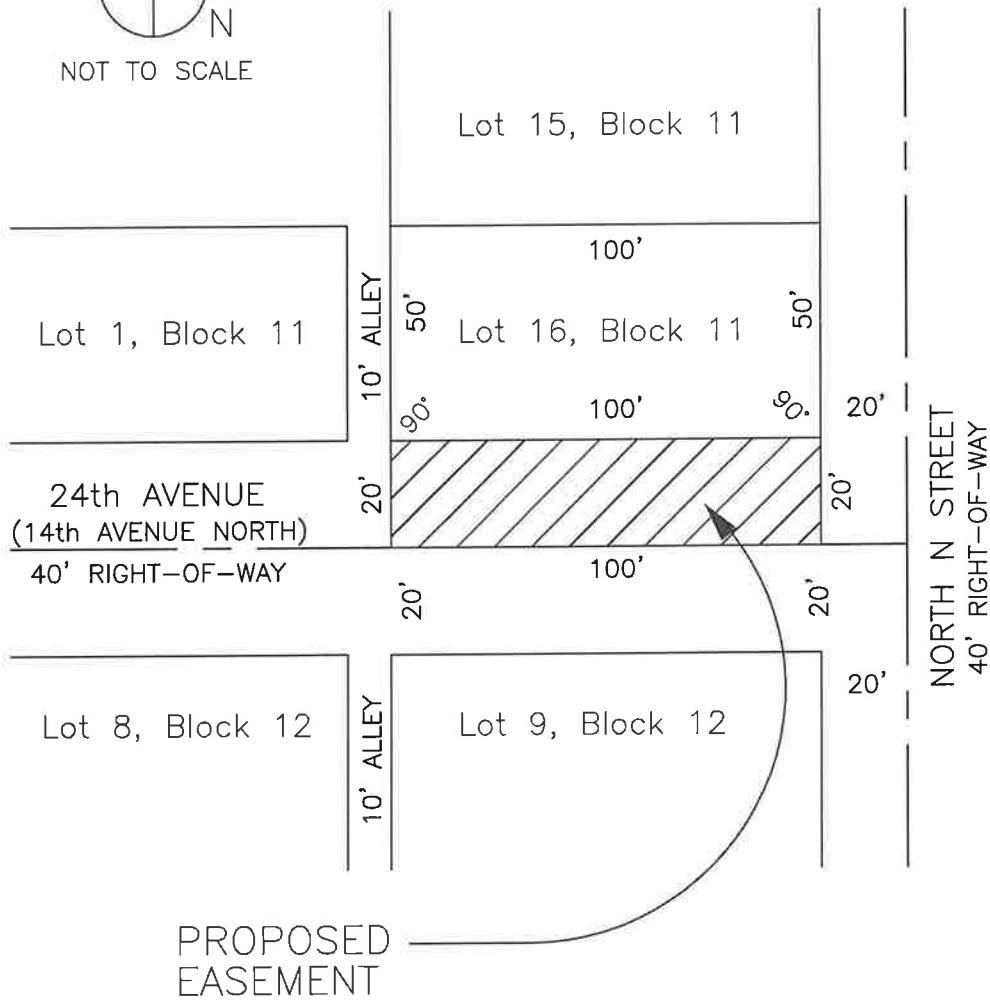 N
NOT TO SCALE
Lot 15, Block 11
100'
Lot 1, Block 11
10' ALLEY
50'
Lot 16, Block 11
50'
90°
100'
90°
20'
24th AVENUE
(14th AVENUE NORTH)
40' RIGHT-OF-WAY
20'
20'
100'
20'
20'
NORTH N STREET
40' RIGHT-OF-WAY
20'
Lot 8, Block 12
10' ALLEY
Lot 9, Block 12
PROPOSED
EASEMENT